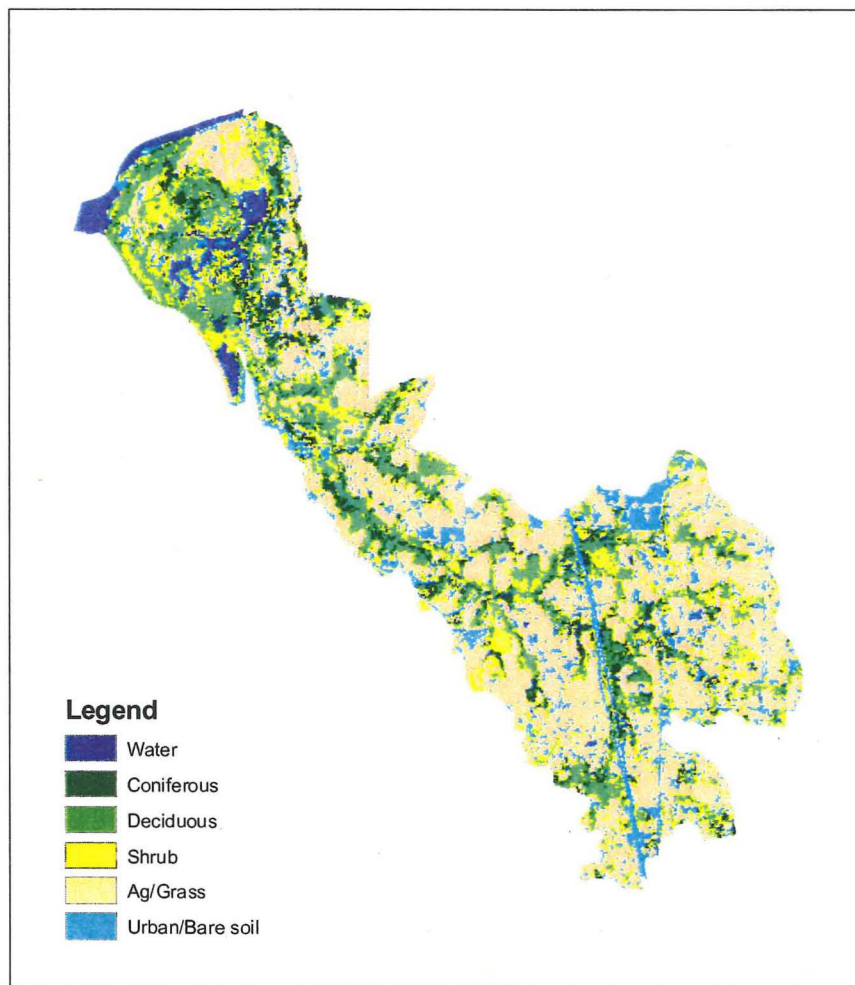 Legend
Water
Coniferous
Deciduous
Shrub
Ag/Grass
Urban/Bare soil